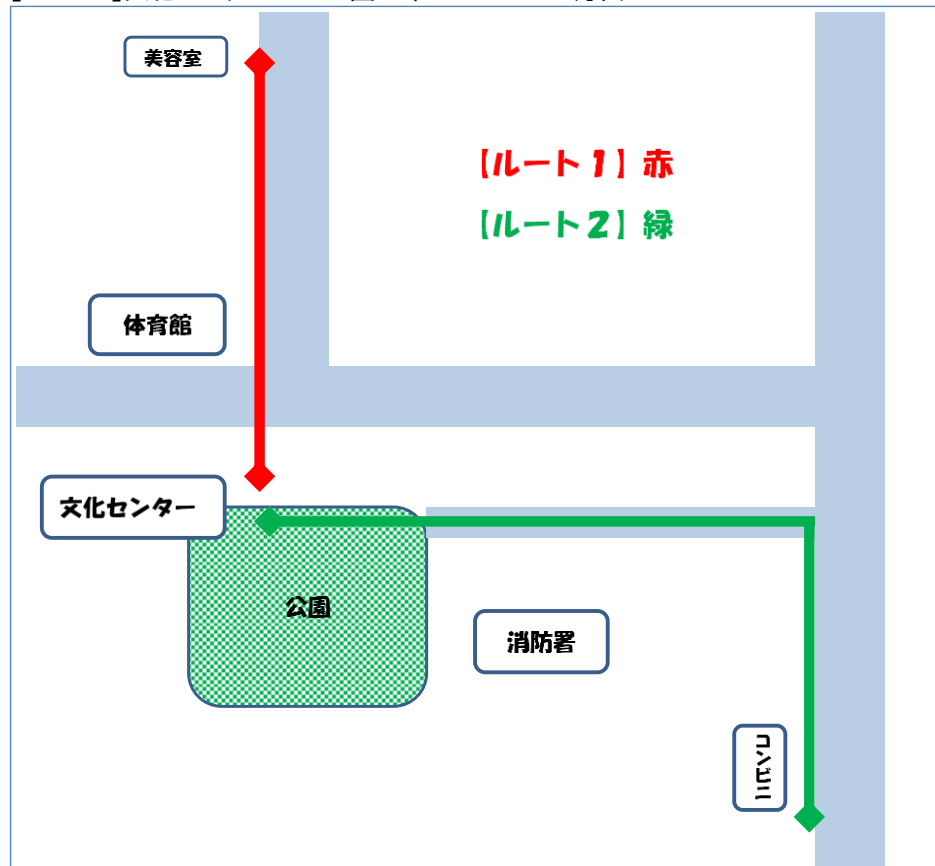 美容室
【ルート1】赤
【ルート2】緑
体育館
文化センター
公園
消防署
コンビニ